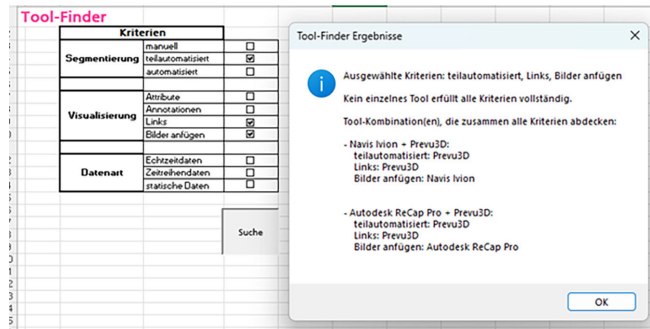 Tool-Finder
Kriterien
Segmentierung
manuell
teilautomatisiert
automatisiert
Visualisierung
Attribute
Annotationen
Links
Bilder anfügen
Datenart
Echtzeitdaten
Zeitreihendaten
statische Daten
Suche
Tool-Finder Ergebnisse
Ausgewählte Kriterien: teilautomatisiert, Links, Bilder anfügen
Kein einzelnes Tool erfüllt alle Kriterien vollständig.
Tool-Kombination(en), die zusammen alle Kriterien abdecken:
- Navis Ivion + Prevu3D:
teilautomatisiert: Prevu3D
Links: Prevu3D
Bilder anfügen: Navis Ivion
- Autodesk ReCap Pro + Prevu3D:
teilautomatisiert: Prevu3D
Links: Prevu3D
Bilder anfügen: Autodesk ReCap Pro
OK